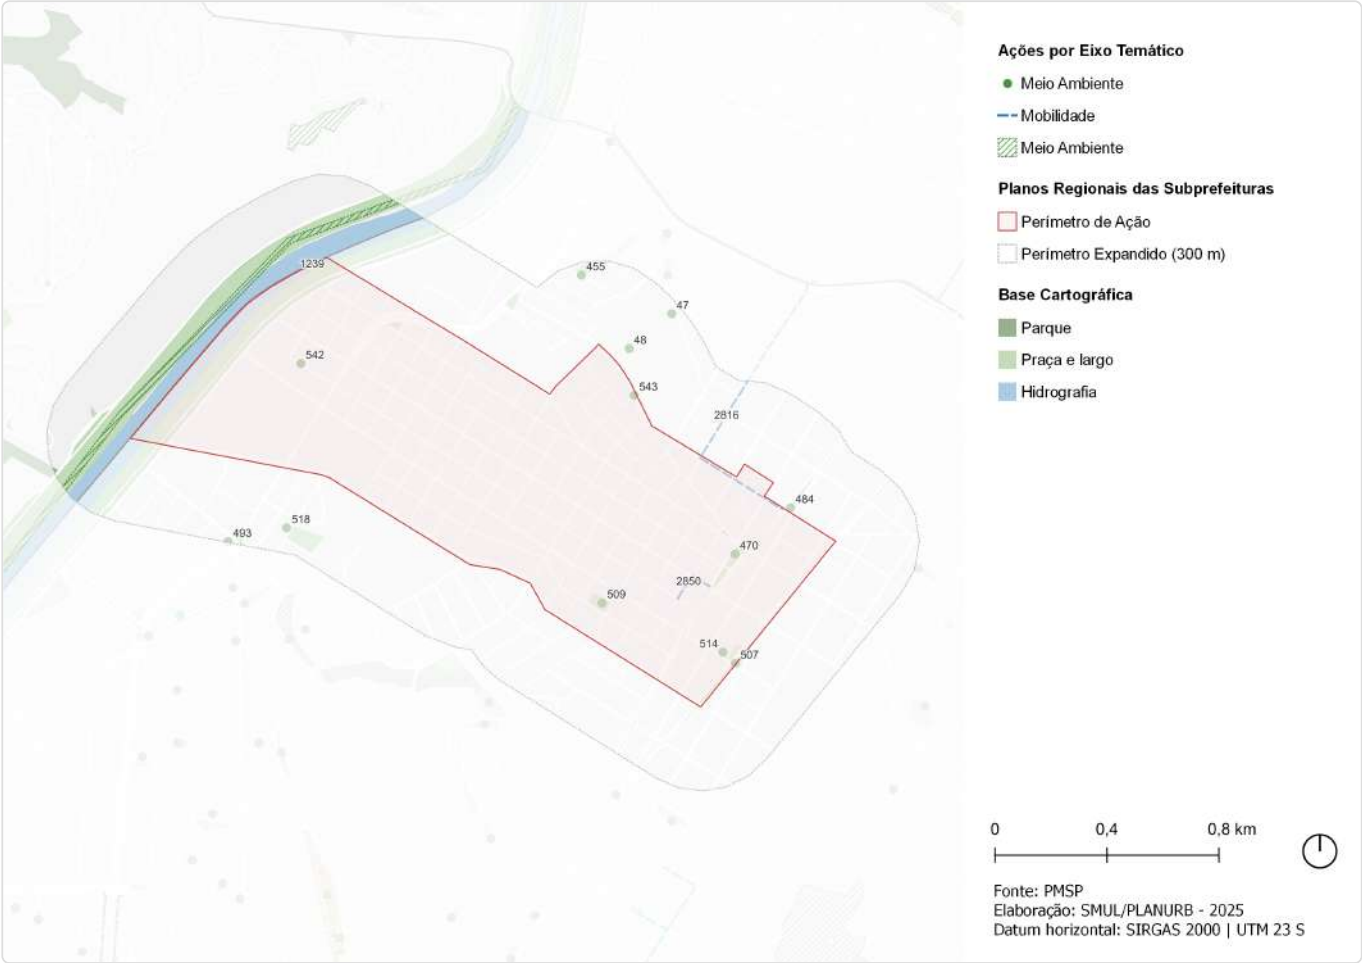 Ações por Eixo Temático
Meio Ambiente
Mobilidade
Meio Ambiente
Planos Regionais das Subprefeituras
Perímetro de Ação
Perímetro Expandido (300 m)
Base Cartográfica
Parque
Praça e largo
Hidrografia
1239
455
47
48
542
543
2816
484
493
518
470
2850
509
514
507
0 0,4 0,8 km
Fonte: PMSP
Elaboração: SMUL/PLANURB - 2025
Datum horizontal: SIRGAS 2000 | UTM 23 S